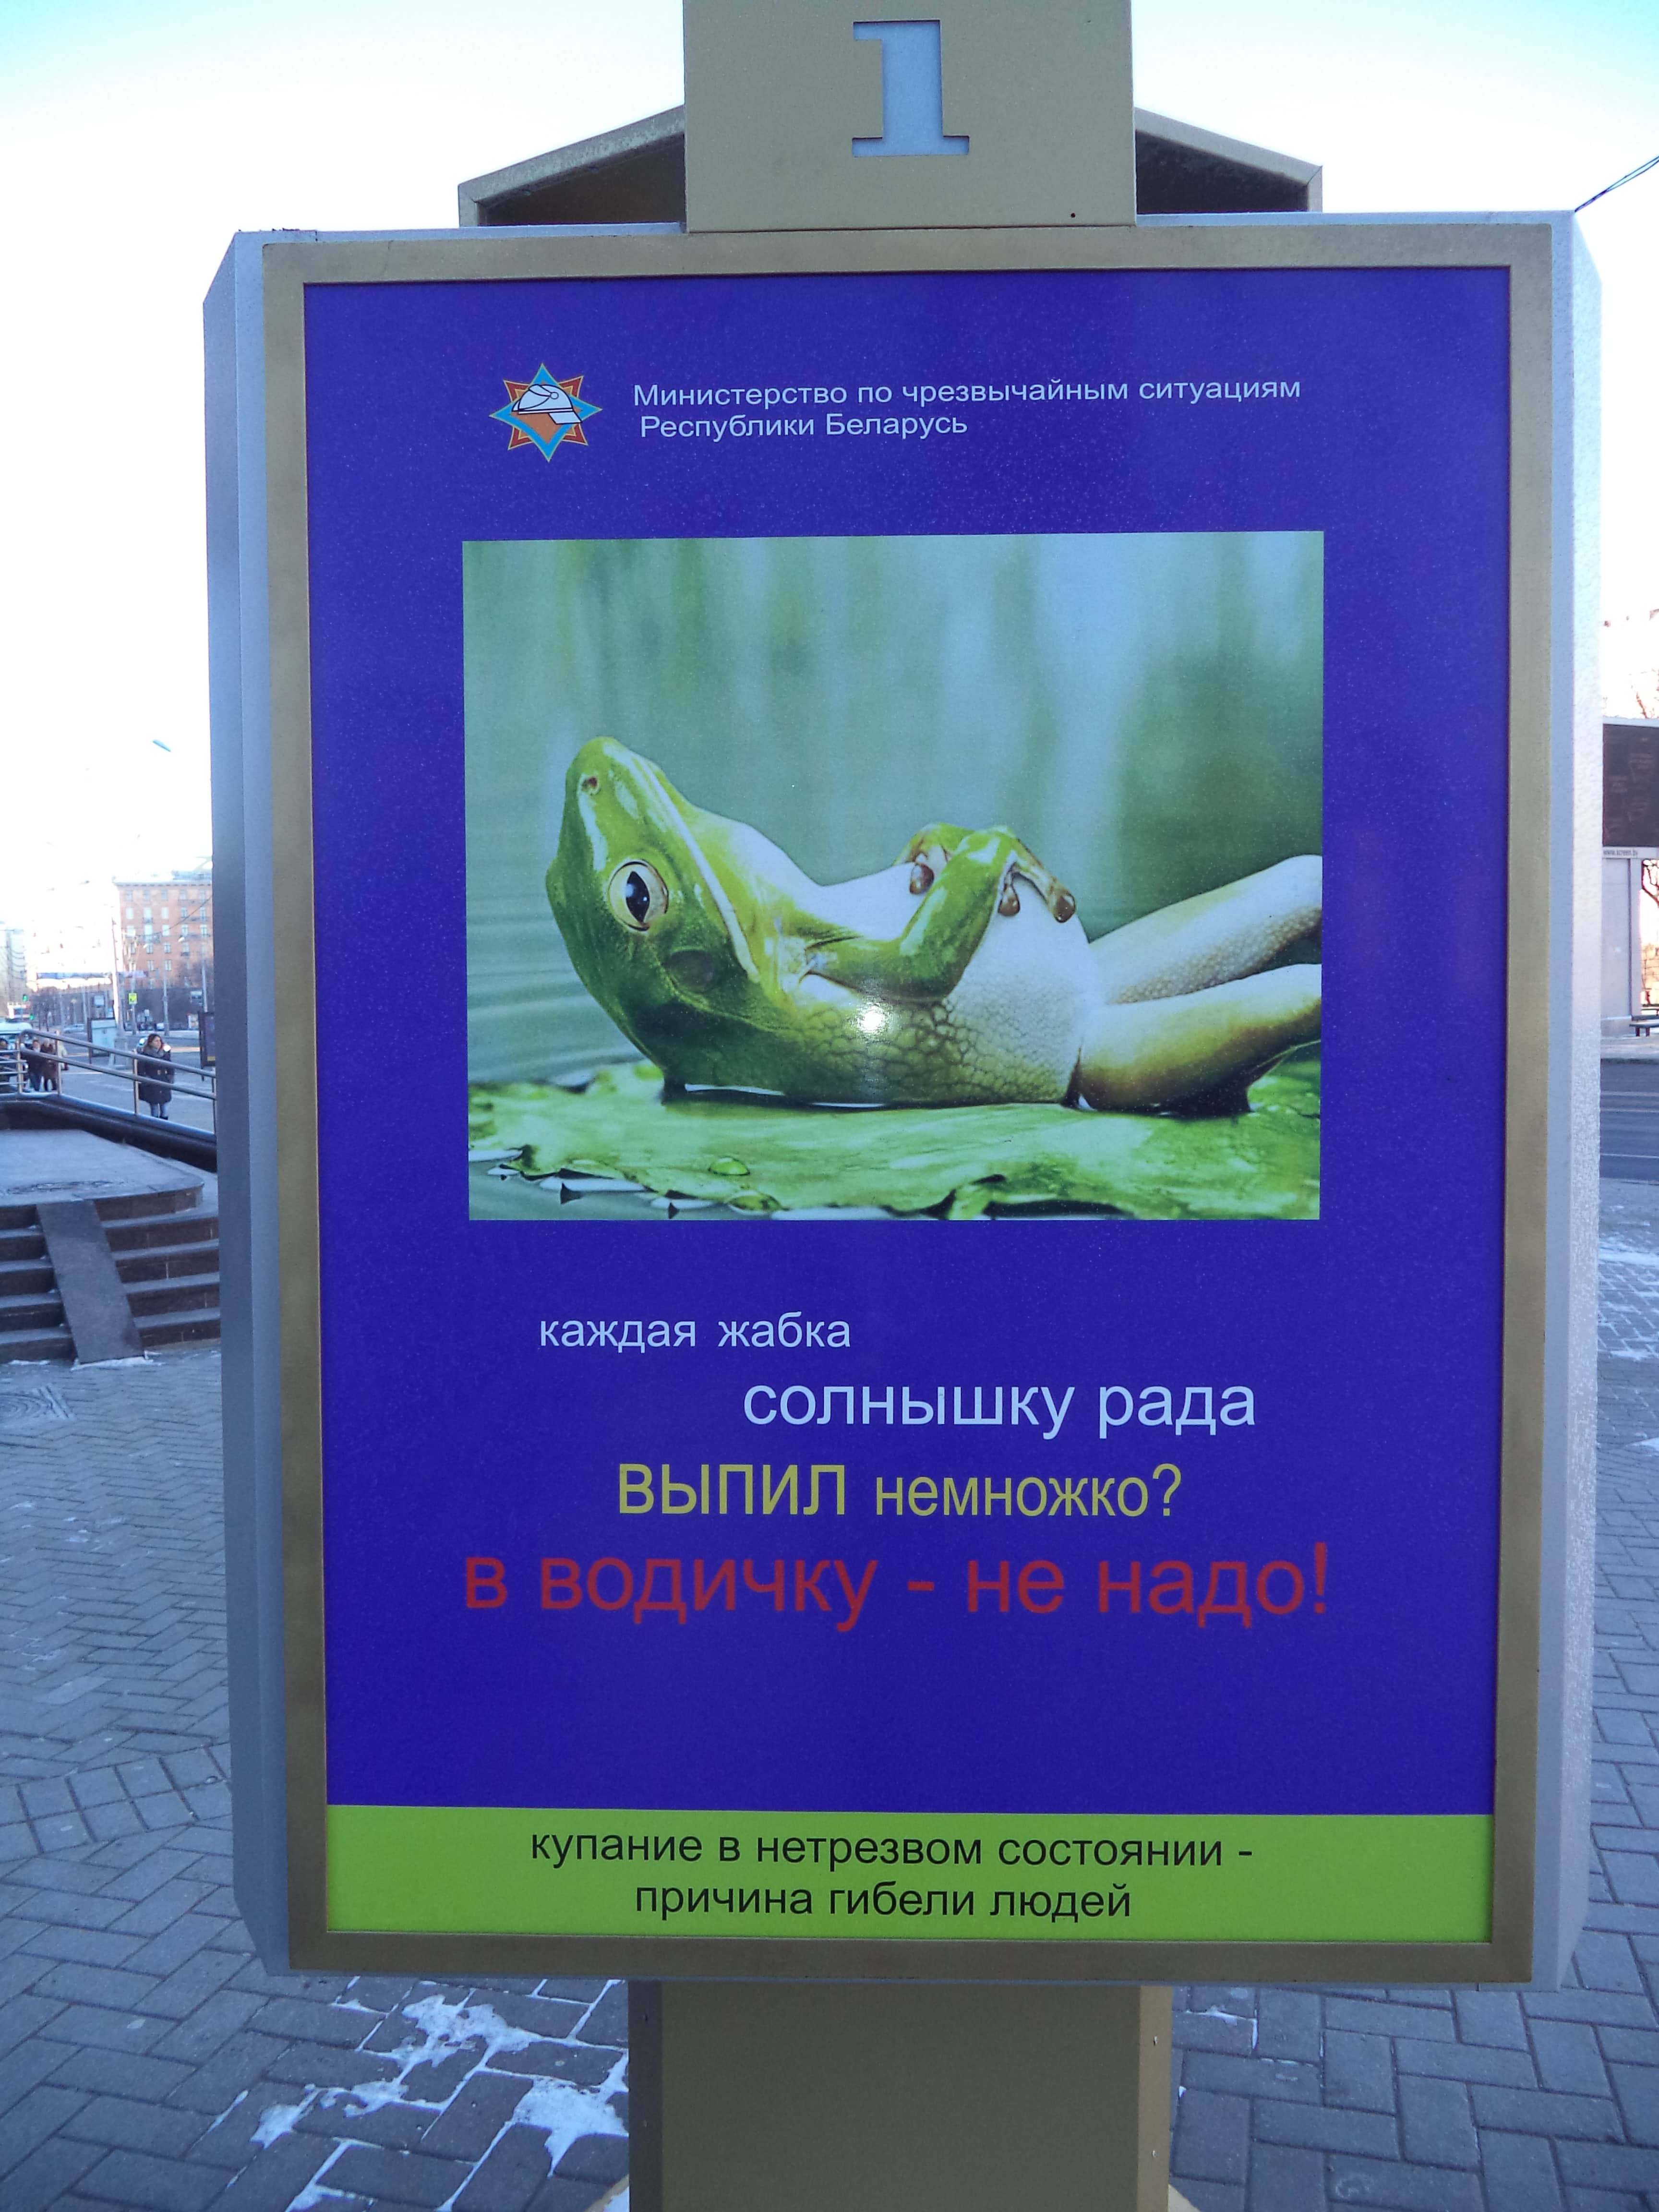 1
Министерство по чрезвычайным ситуациям
Республики Беларусь
каждая жабка
солнышку рада
ВЫПИЛ немножко?
в водичку - не надо!
купание в нетрезвом состоянии -
причина гибели людей